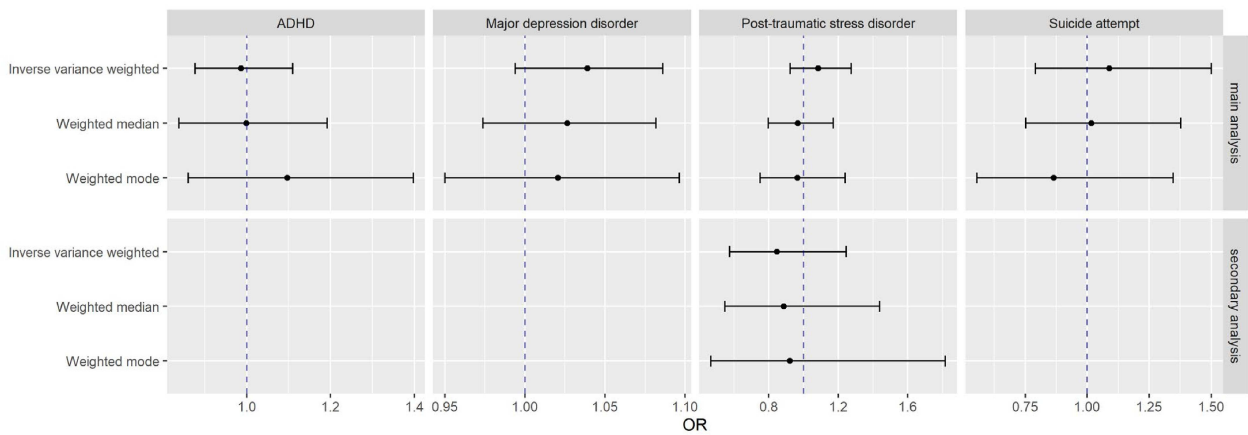 ADHD
Major depression disorder
Post-traumatic stress disorder
Suicide attempt
Inverse variance weighted
Weighted median
Weighted mode
main analysis
Inverse variance weighted
Weighted median
Weighted mode
secondary analysis
1.0 1.2 1.4
0.95 1.00 1.05 1.10
0.8 1.2 1.6
0.75 1.00 1.25 1.50
OR